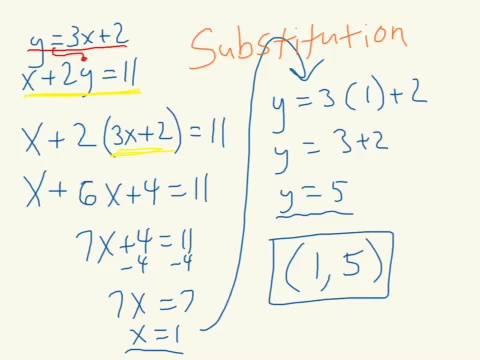 Substitution
y = 3x + 2
x + 2y = 11
x + 2 (3x + 2) = 11
x + 6x + 4 = 11
7x + 4 = 11
-4 -4
7x = 7
x = 1
y = 3 (1) + 2
y = 3 + 2
y = 5
(1, 5)